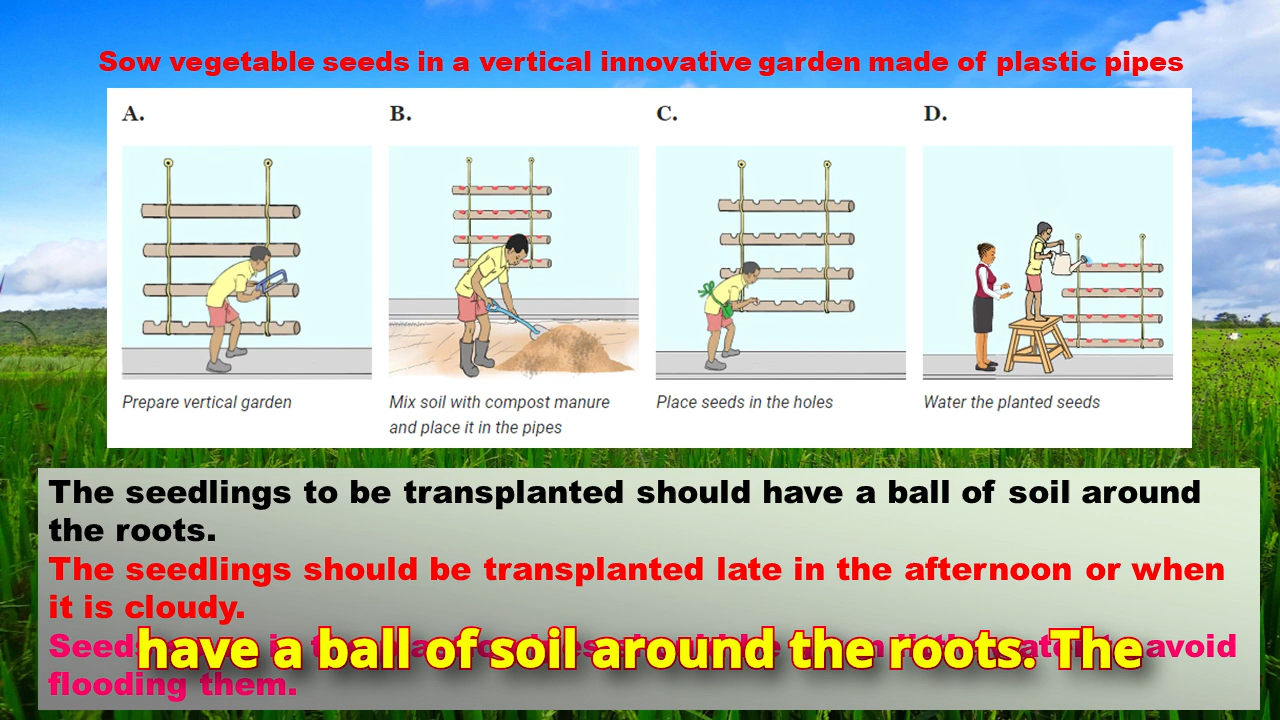 Sow vegetable seeds in a vertical innovative garden made of plastic pipes
A. B. C. D.
Prepare vertical garden
Mix soil with compost manure
and place it in the pipes
Place seeds in the holes
Water the planted seeds
The seedlings to be transplanted should have a ball of soil around
the roots.
The seedlings should be transplanted late in the afternoon or when
it is cloudy.
avoid
flooding them.
have a ball of soil around the roots. The